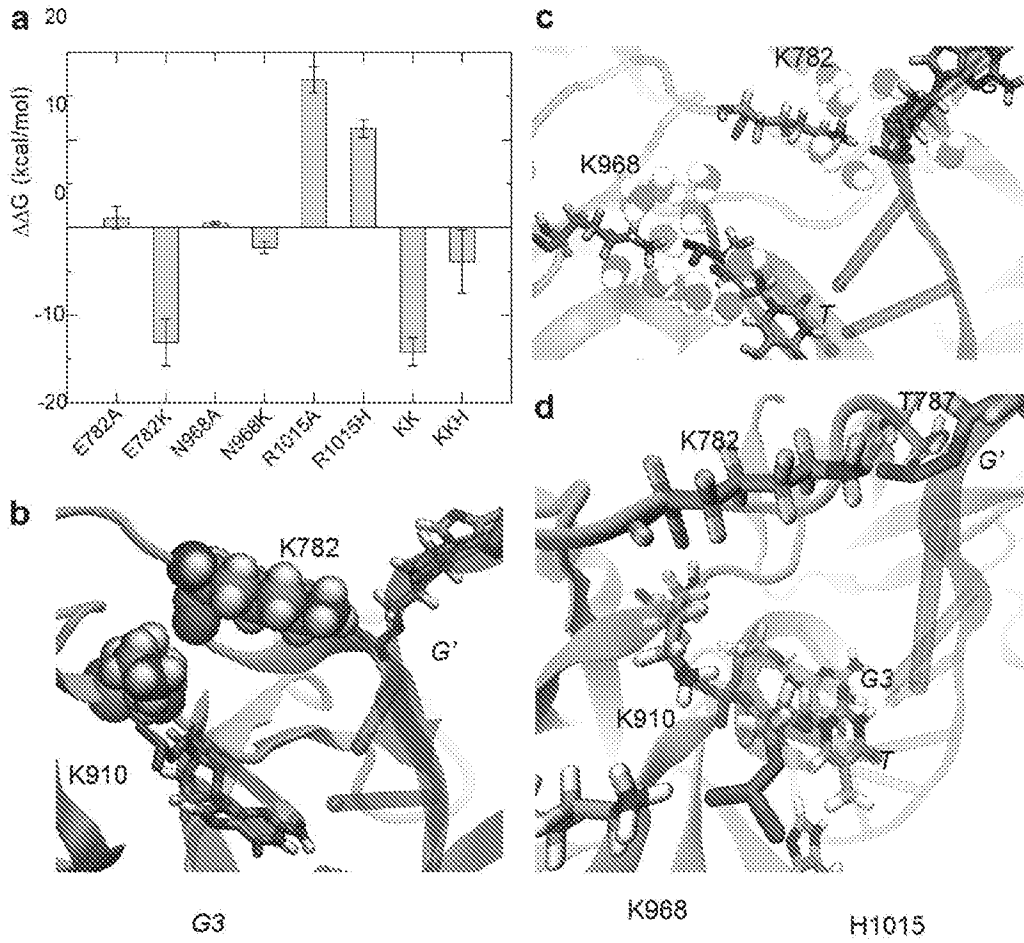 a
20
10
0
-10
-20
ΔΔG (kcal/mol)
E782A
E782K
N968A
N968K
R1015A
R1015H
KK
KKH
b
K782
G'
K910
G3
c
K782
G'
K968
T
d
T787
K782
G'
G3
K910
T
K968
H1015